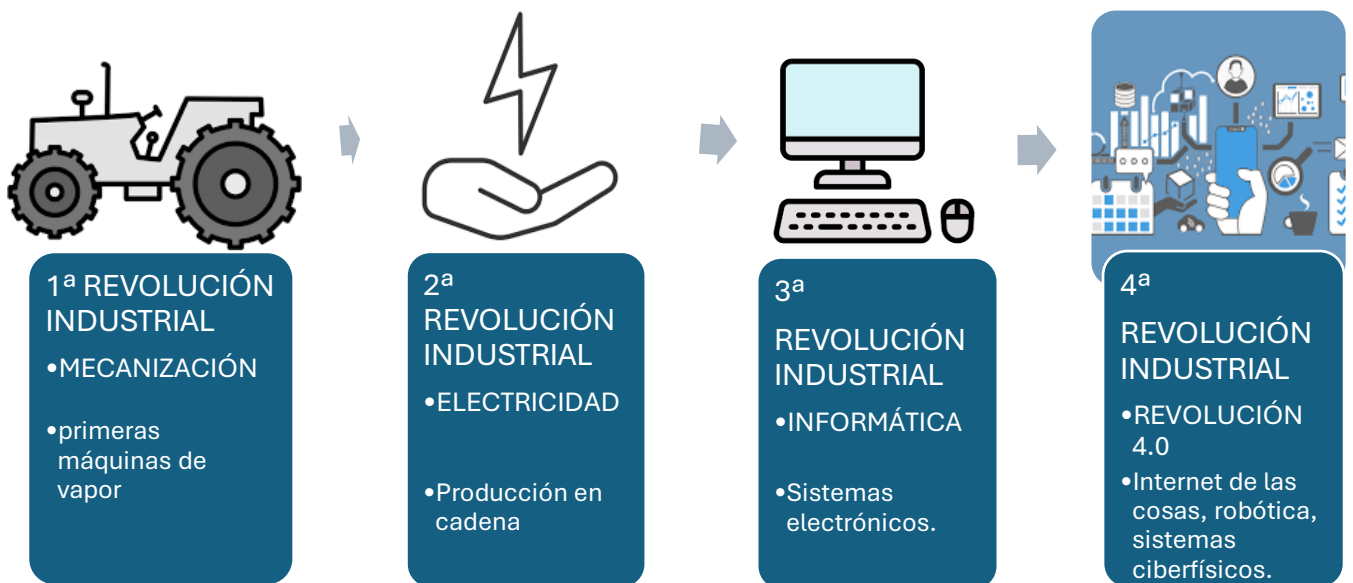 1ª REVOLUCIÓN
INDUSTRIAL
•MECANIZACIÓN
•primeras
máquinas de
vapor
2ª
REVOLUCIÓN
INDUSTRIAL
•ELECTRICIDAD
•Producción en
cadena
3ª
REVOLUCIÓN
INDUSTRIAL
•INFORMÁTICA
•Sistemas
electrónicos.
4ª
REVOLUCIÓN
INDUSTRIAL
•REVOLUCIÓN
4.0
•Internet de las
cosas, robótica,
sistemas
ciberfísicos.